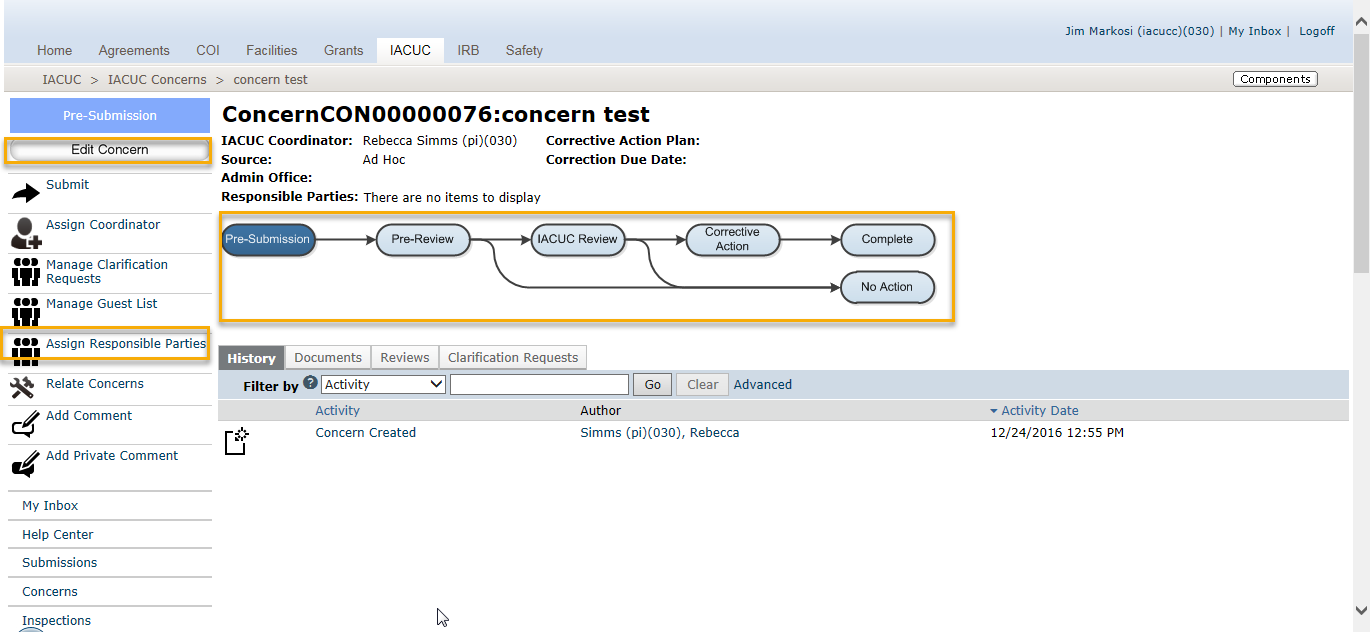 Jim Markosi (iacucc)(030) | My Inbox | Logoff
Home Agreements COI Facilities Grants IACUC IRB Safety
IACUC > IACUC Concerns > concern test
Components
Pre-Submission
Edit Concern
Submit
Assign Coordinator
Manage Clarification
Requests
Manage Guest List
Assign Responsible Parties
Relate Concerns
Add Comment
Add Private Comment
My Inbox
Help Center
Submissions
Concerns
Inspections
ConcernCON00000076:concern test
IACUC Coordinator: Rebecca Simms (pi)(030) Corrective Action Plan:
Source: Ad Hoc Correction Due Date:
Admin Office:
Responsible Parties: There are no items to display
Pre-Submission Pre-Review IACUC Review Corrective Action Complete
No Action
History Documents Reviews Clarification Requests
Filter by ? Activity Go Clear Advanced
Activity Author Activity Date
Concern Created Simms (pi)(030), Rebecca 12/24/2016 12:55 PM